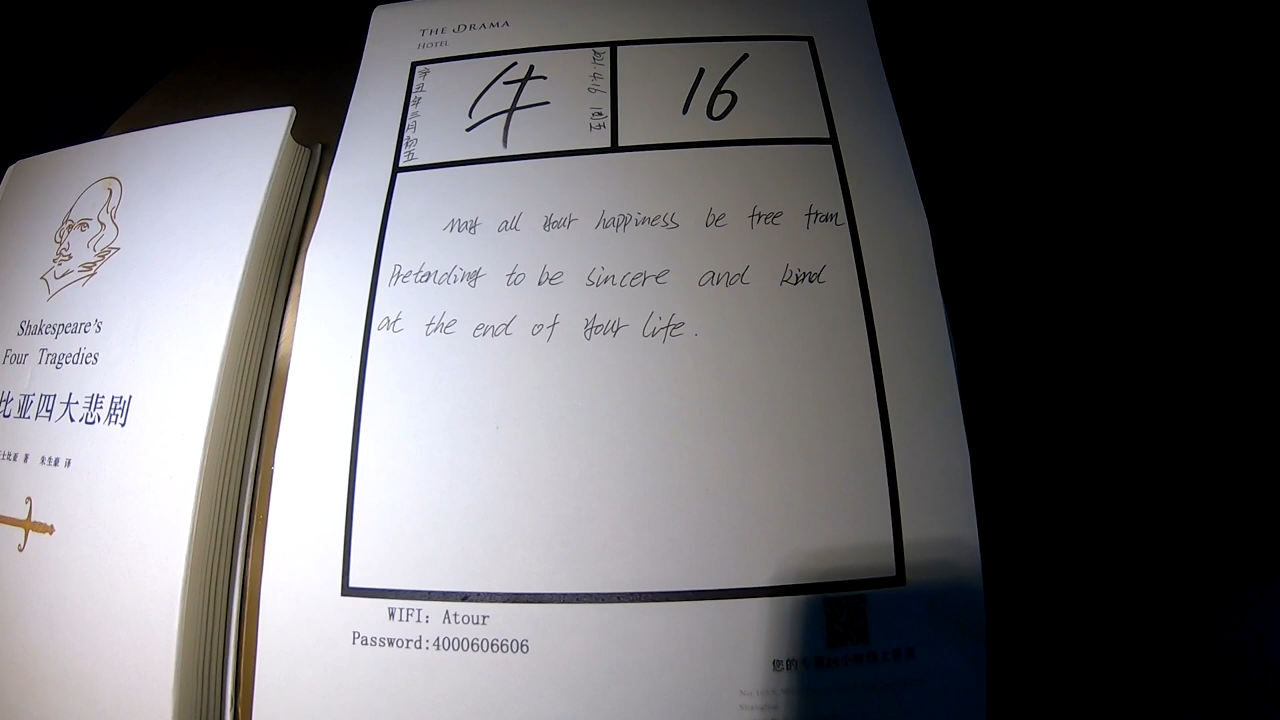 THE DRAMA
HOTEL
辛丑年三月初五
牛
2021.4.16 周五
16
May all your happiness be free from
Pretending to be sincere and kind
at the end of your life.
WIFI: Atour
Password:4000606606
您的
Shanghai
Shakespeare's
Four Tragedies
比亚四大悲剧
士比亚 著 朱生豪 译